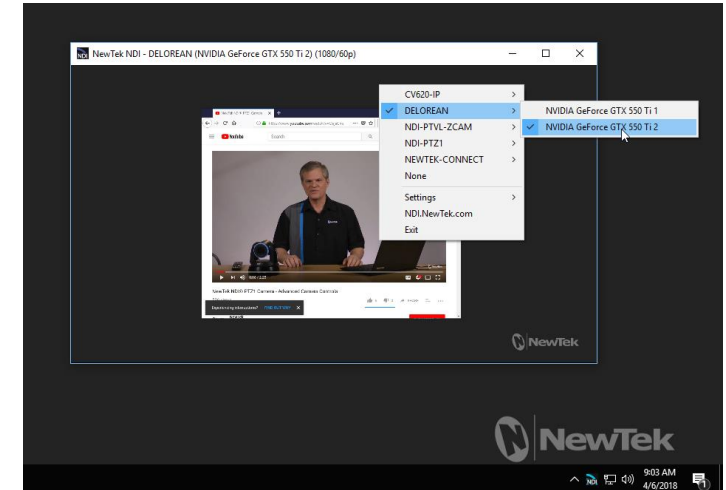 NewTek NDI - DELOREAN (NVIDIA GeForce GTX 550 Ti 2) (1080/60p)
CV620-IP
DELOREAN
NDI-PTVL-ZCAM
NDI-PTZ1
NEWTEK-CONNECT
None
Settings
NDI.NewTek.com
Exit
NVIDIA GeForce GTX 550 Ti 1
NVIDIA GeForce GTX 550 Ti 2
YouTube
Search
NewTek NDI® PTZ1 Camera - Advanced Camera Controls
NewTek
NewTek
NDI
9:03 AM
4/6/2018
1